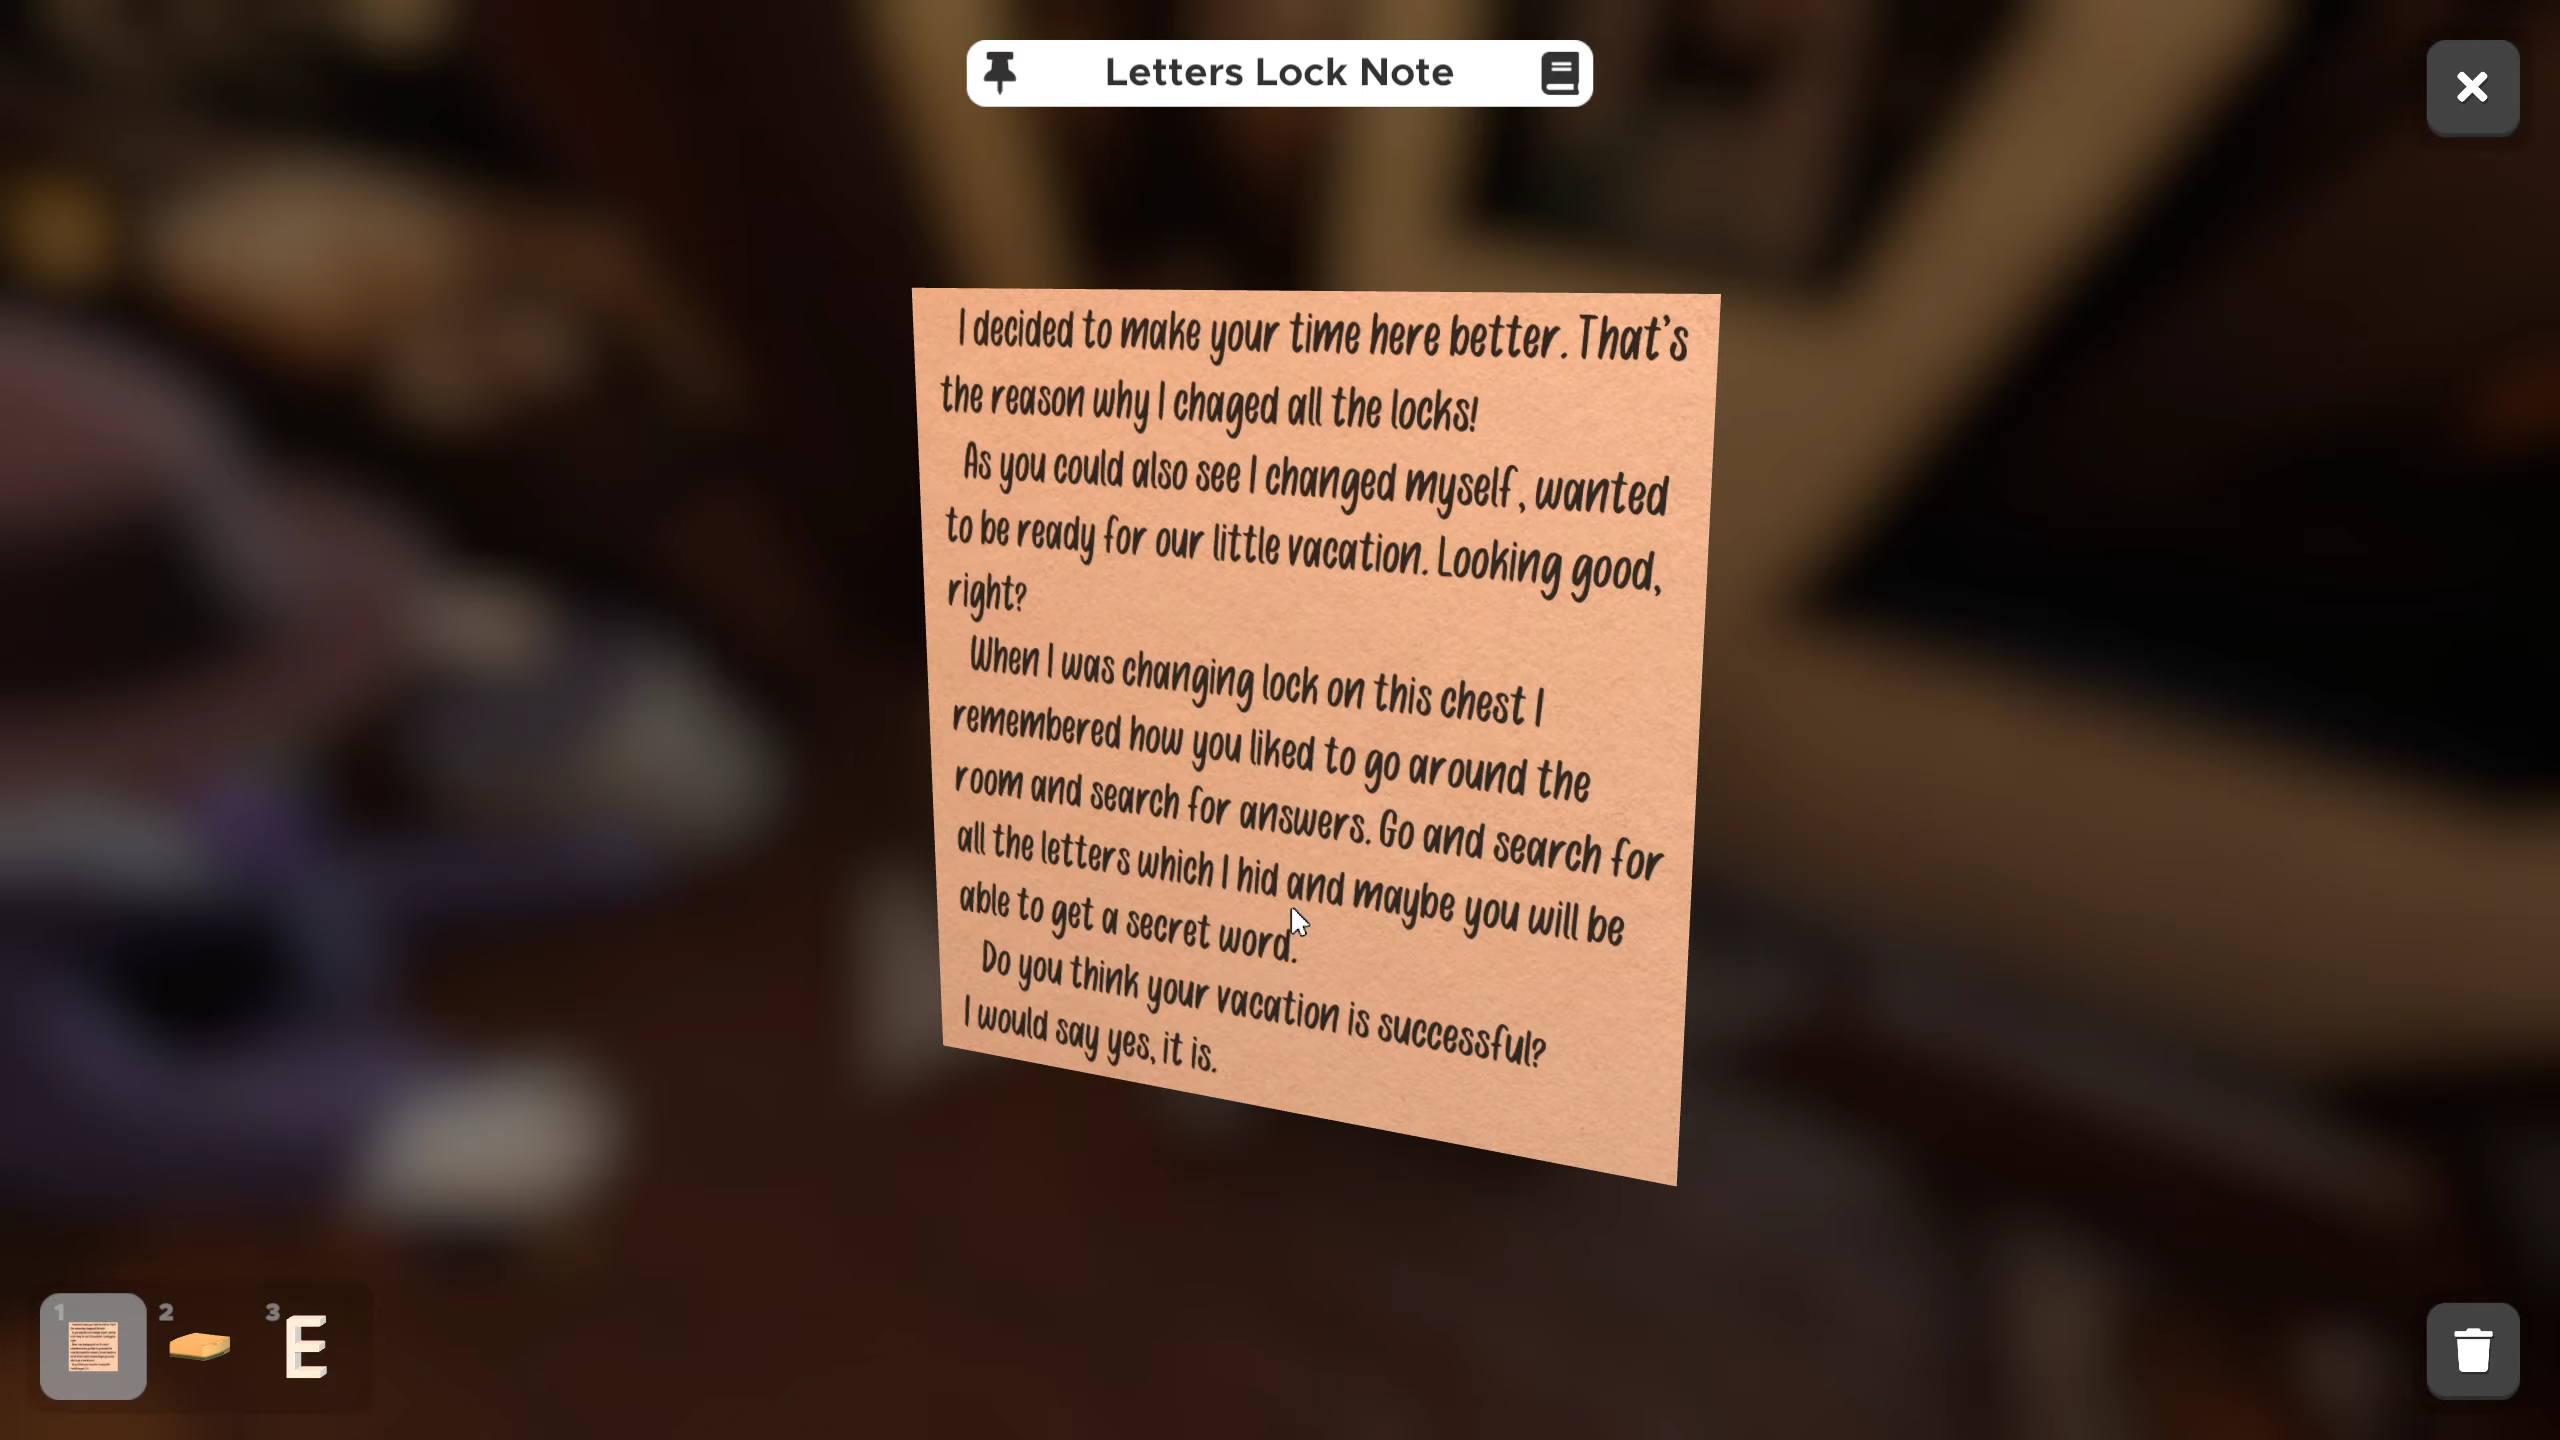 Letters Lock Note
I decided to make your time here better. That's
the reason why I chaged all the locks!
As you could also see I changed myself, wanted
to be ready for our little vacation. Looking good,
right?
When I was changing lock on this chest I
remembered how you liked to go around the
room and search for answers. Go and search for
all the letters which I hid and maybe you will be
able to get a secret word.
Do you think your vacation is successful?
I would say yes, it is.
1 2 3
E